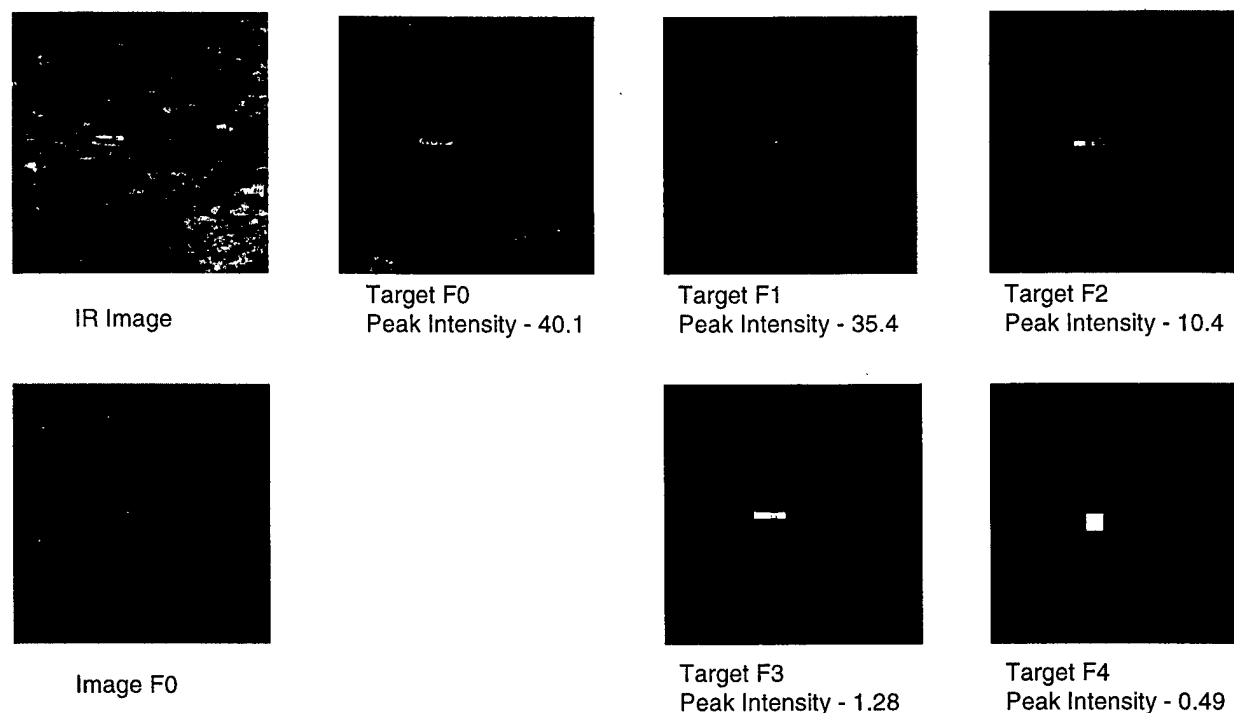 IR Image
Target F0
Peak Intensity - 40.1
Target F1
Peak Intensity - 35.4
Target F2
Peak Intensity - 10.4
Image F0
Target F3
Peak Intensity - 1.28
Target F4
Peak Intensity - 0.49